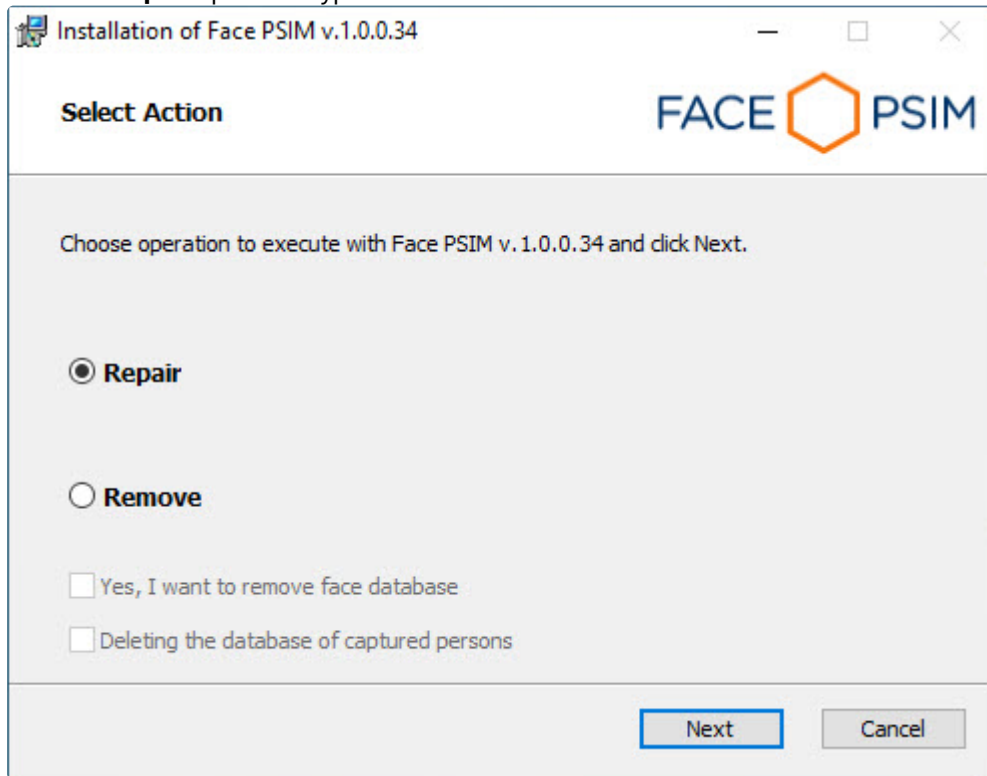 Installation of Face PSIM v.1.0.0.34
Select Action
FACE PSIM
Choose operation to execute with Face PSIM v.1.0.0.34 and click Next.
Repair
Remove
Yes, I want to remove face database
Deleting the database of captured persons
Next Cancel